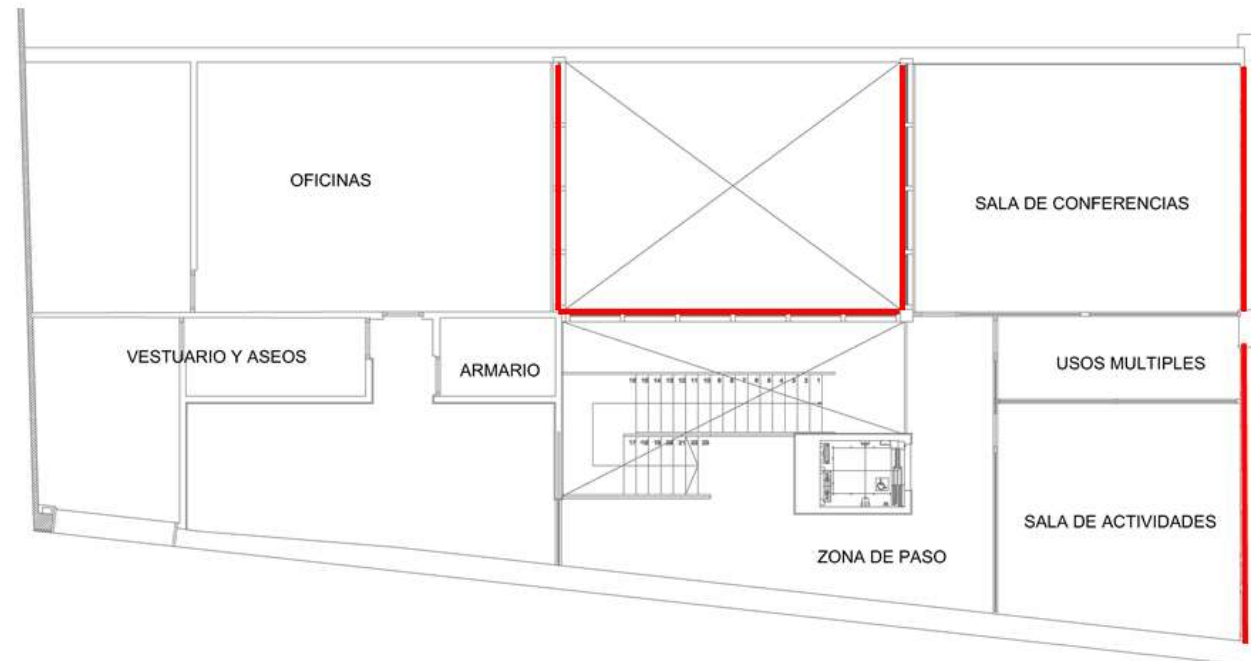 OFICINAS
SALA DE CONFERENCIAS
VESTUARIO Y ASEOS
ARMARIO
USOS MULTIPLES
SALA DE ACTIVIDADES
ZONA DE PASO